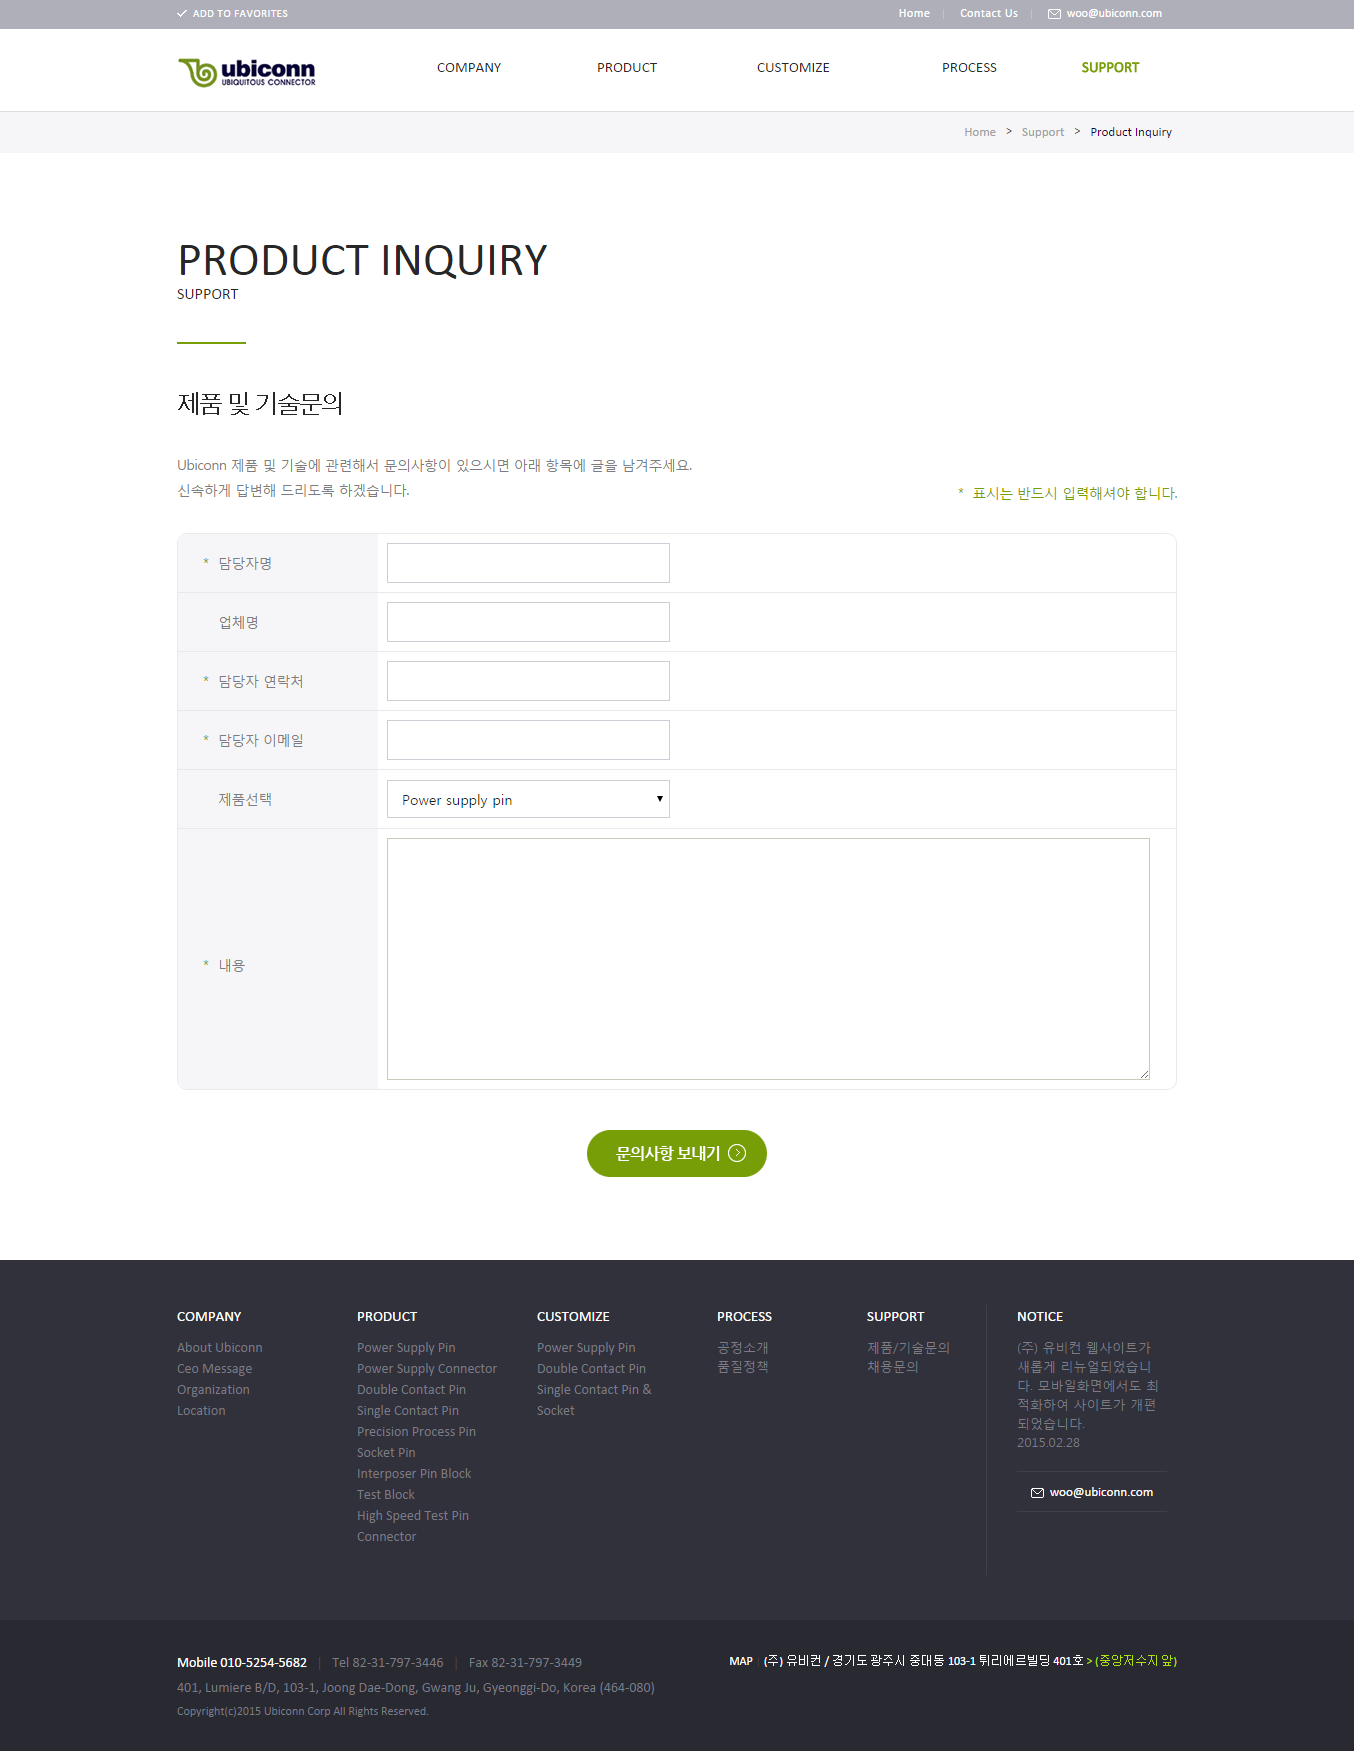 ADD TO FAVORITES
Home | Contact Us | woo@ubiconn.com
ubiconn
UBIQUITOUS CONNECTOR
COMPANY PRODUCT CUSTOMIZE PROCESS SUPPORT
Home > Support > Product Inquiry
PRODUCT INQUIRY
SUPPORT
제품 및 기술문의
Ubiconn 제품 및 기술에 관련해서 문의사항이 있으시면 아래 항목에 글을 남겨주세요.
신속하게 답변해 드리도록 하겠습니다.
* 표시는 반드시 입력해셔야 합니다.
* 담당자명
업체명
* 담당자 연락처
* 담당자 이메일
제품선택
Power supply pin
* 내용
문의사항 보내기
COMPANY
About Ubiconn
Ceo Message
Organization
Location
PRODUCT
Power Supply Pin
Power Supply Connector
Double Contact Pin
Single Contact Pin
Precision Process Pin
Socket Pin
Interposer Pin Block
Test Block
High Speed Test Pin
Connector
CUSTOMIZE
Power Supply Pin
Double Contact Pin
Single Contact Pin &
Socket
PROCESS
공정소개
품질정책
SUPPORT
제품/기술문의
채용문의
NOTICE
(주) 유비컨 웹사이트가
새롭게 리뉴얼되었습니
다. 모바일화면에서도 최
적화하여 사이트가 개편
되었습니다.
2015.02.28
woo@ubiconn.com
Mobile 010-5254-5682 | Tel 82-31-797-3446 | Fax 82-31-797-3449
401, Lumiere B/D, 103-1, Joong Dae-Dong, Gwang Ju, Gyeonggi-Do, Korea (464-080)
Copyright(c)2015 Ubiconn Corp All Rights Reserved.
MAP | (주) 유비컨 / 경기도 광주시 중대동 103-1 뤼리에르빌딩 401호 > (중앙저수지 앞)